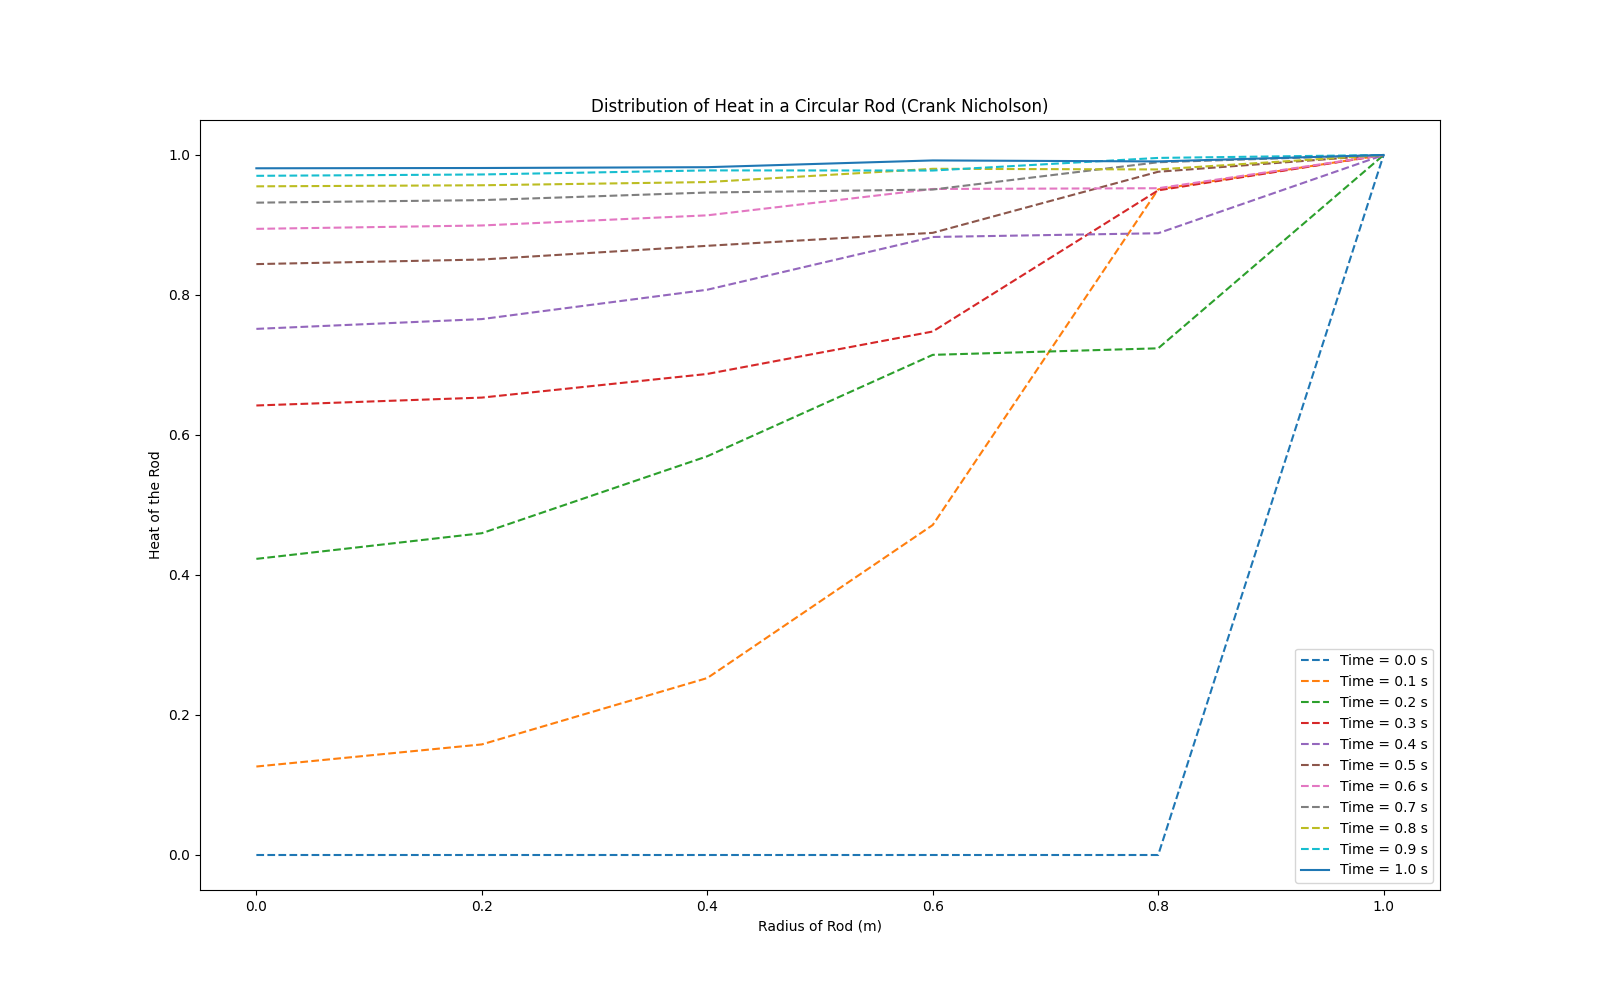 Distribution of Heat in a Circular Rod (Crank Nicholson)
Heat of the Rod
1.0
0.8
0.6
0.4
0.2
0.0
0.0 0.2 0.4 0.6 0.8 1.0
Radius of Rod (m)
Time = 0.0 s
Time = 0.1 s
Time = 0.2 s
Time = 0.3 s
Time = 0.4 s
Time = 0.5 s
Time = 0.6 s
Time = 0.7 s
Time = 0.8 s
Time = 0.9 s
Time = 1.0 s